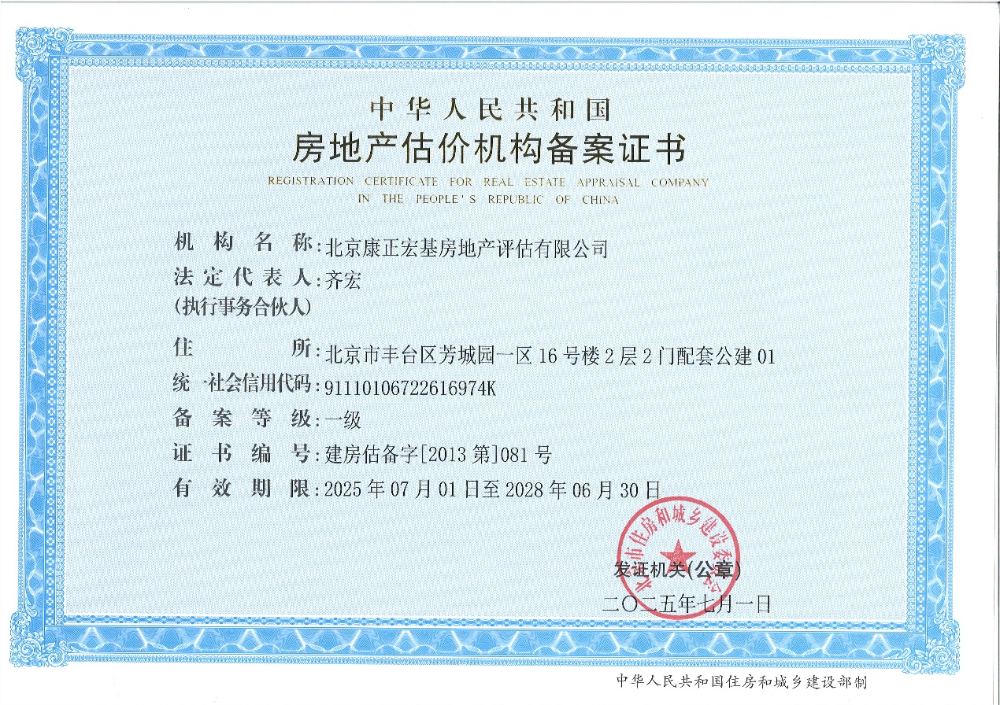 中华人民共和国
房地产估价机构备案证书
REGISTRATION CERTIFICATE FOR REAL ESTATE APPRAISAL COMPANY
IN THE PEOPLE'S REPUBLIC OF CHINA
机构名称:北京康正宏基房地产评估有限公司
法定代表人:齐宏
(执行事务合伙人)
住所:北京市丰台区芳城园一区16号楼2层2门配套公建01
统一社会信用代码:91110106722616974K
备案等级:一级
证书编号:建房估备字[2013第]081号
有效期限:2025年07月01日至2028年06月30日
北京市住房和城乡建设委员会
发证机关(公章)
二〇二五年七月一日
中华人民共和国住房和城乡建设部制